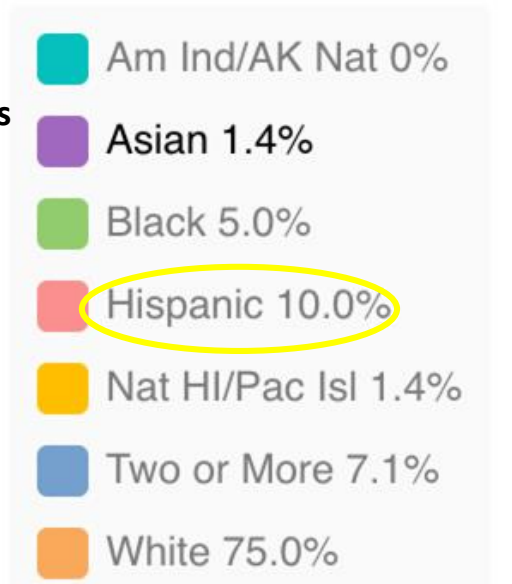 Am Ind/AK Nat 0%
s
Asian 1.4%
Black 5.0%
Hispanic 10.0%
Nat HI/Pac Isl 1.4%
Two or More 7.1%
White 75.0%